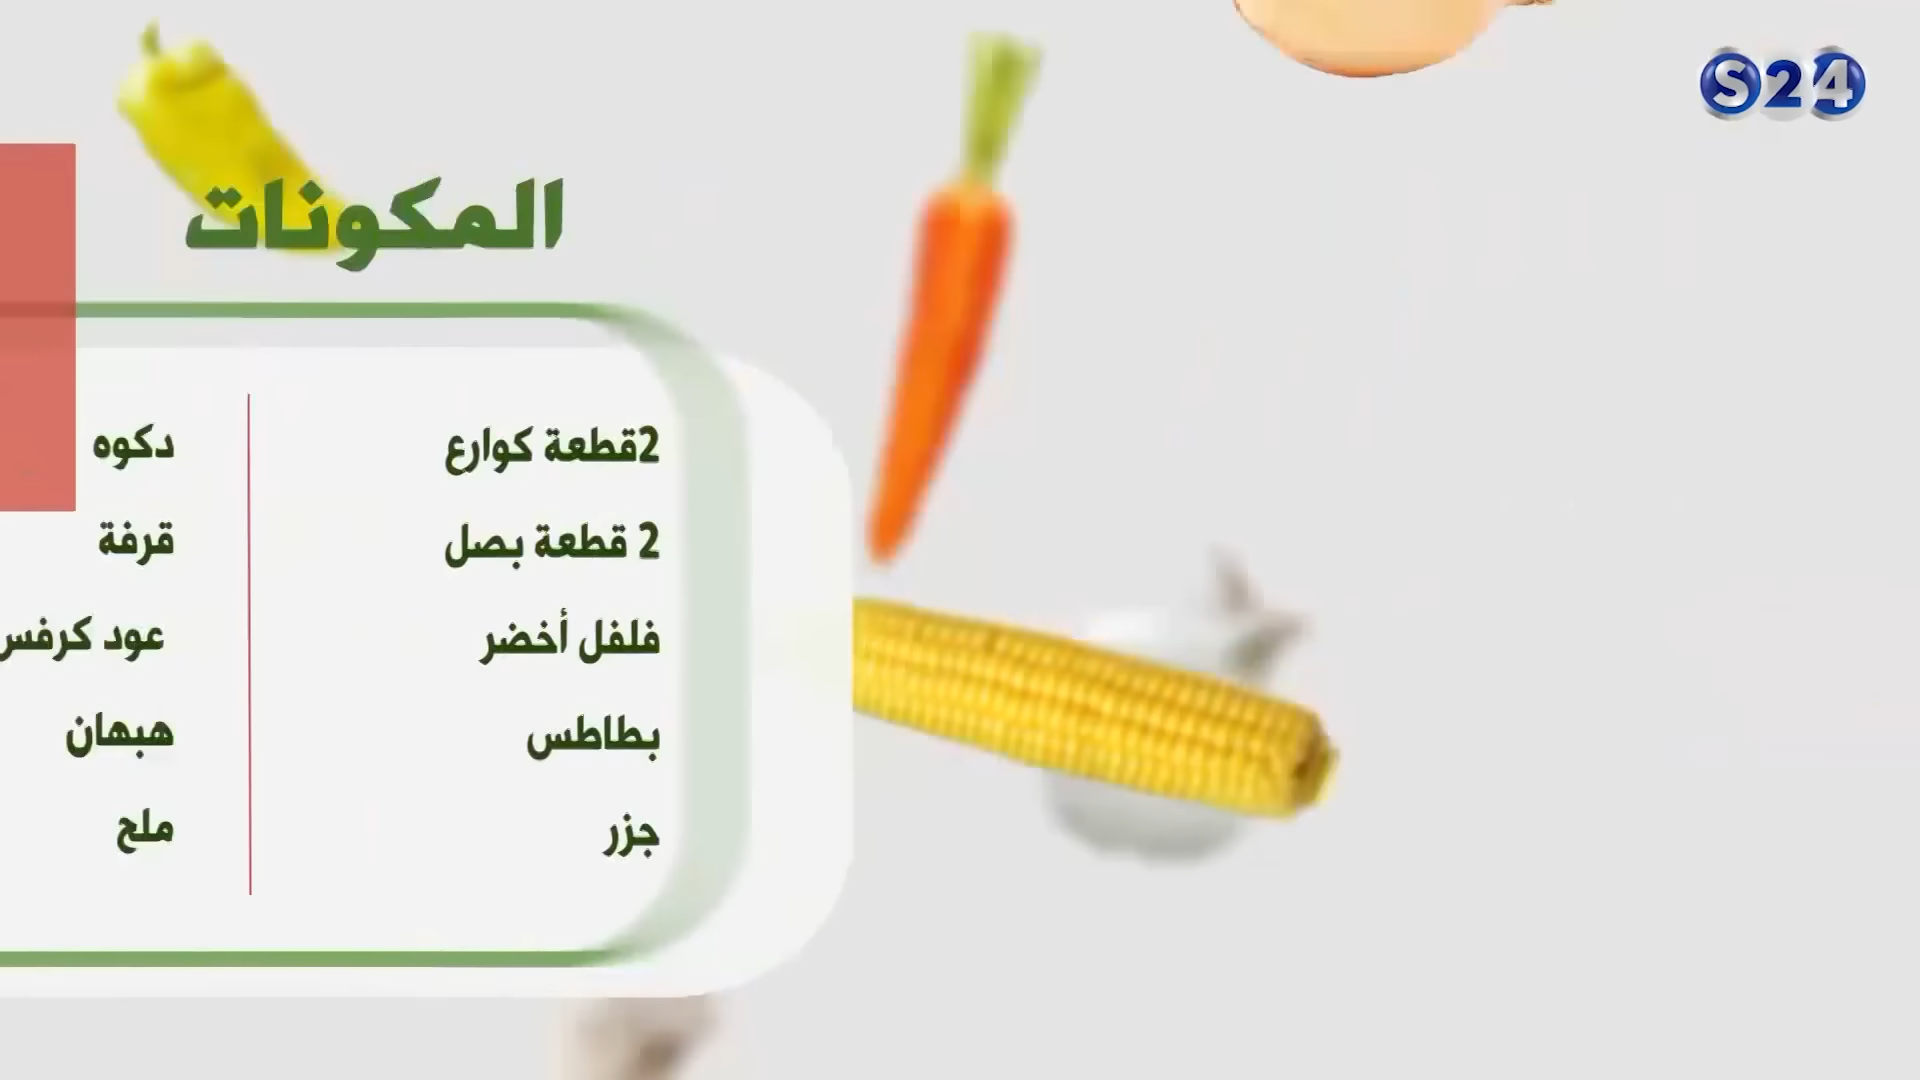 S24
المكونات
2قطعة كوارع
2 قطعة بصل
فلفل أخضر
بطاطس
جزر
دكوه
قرفة
عود كرفس
هبهان
ملح